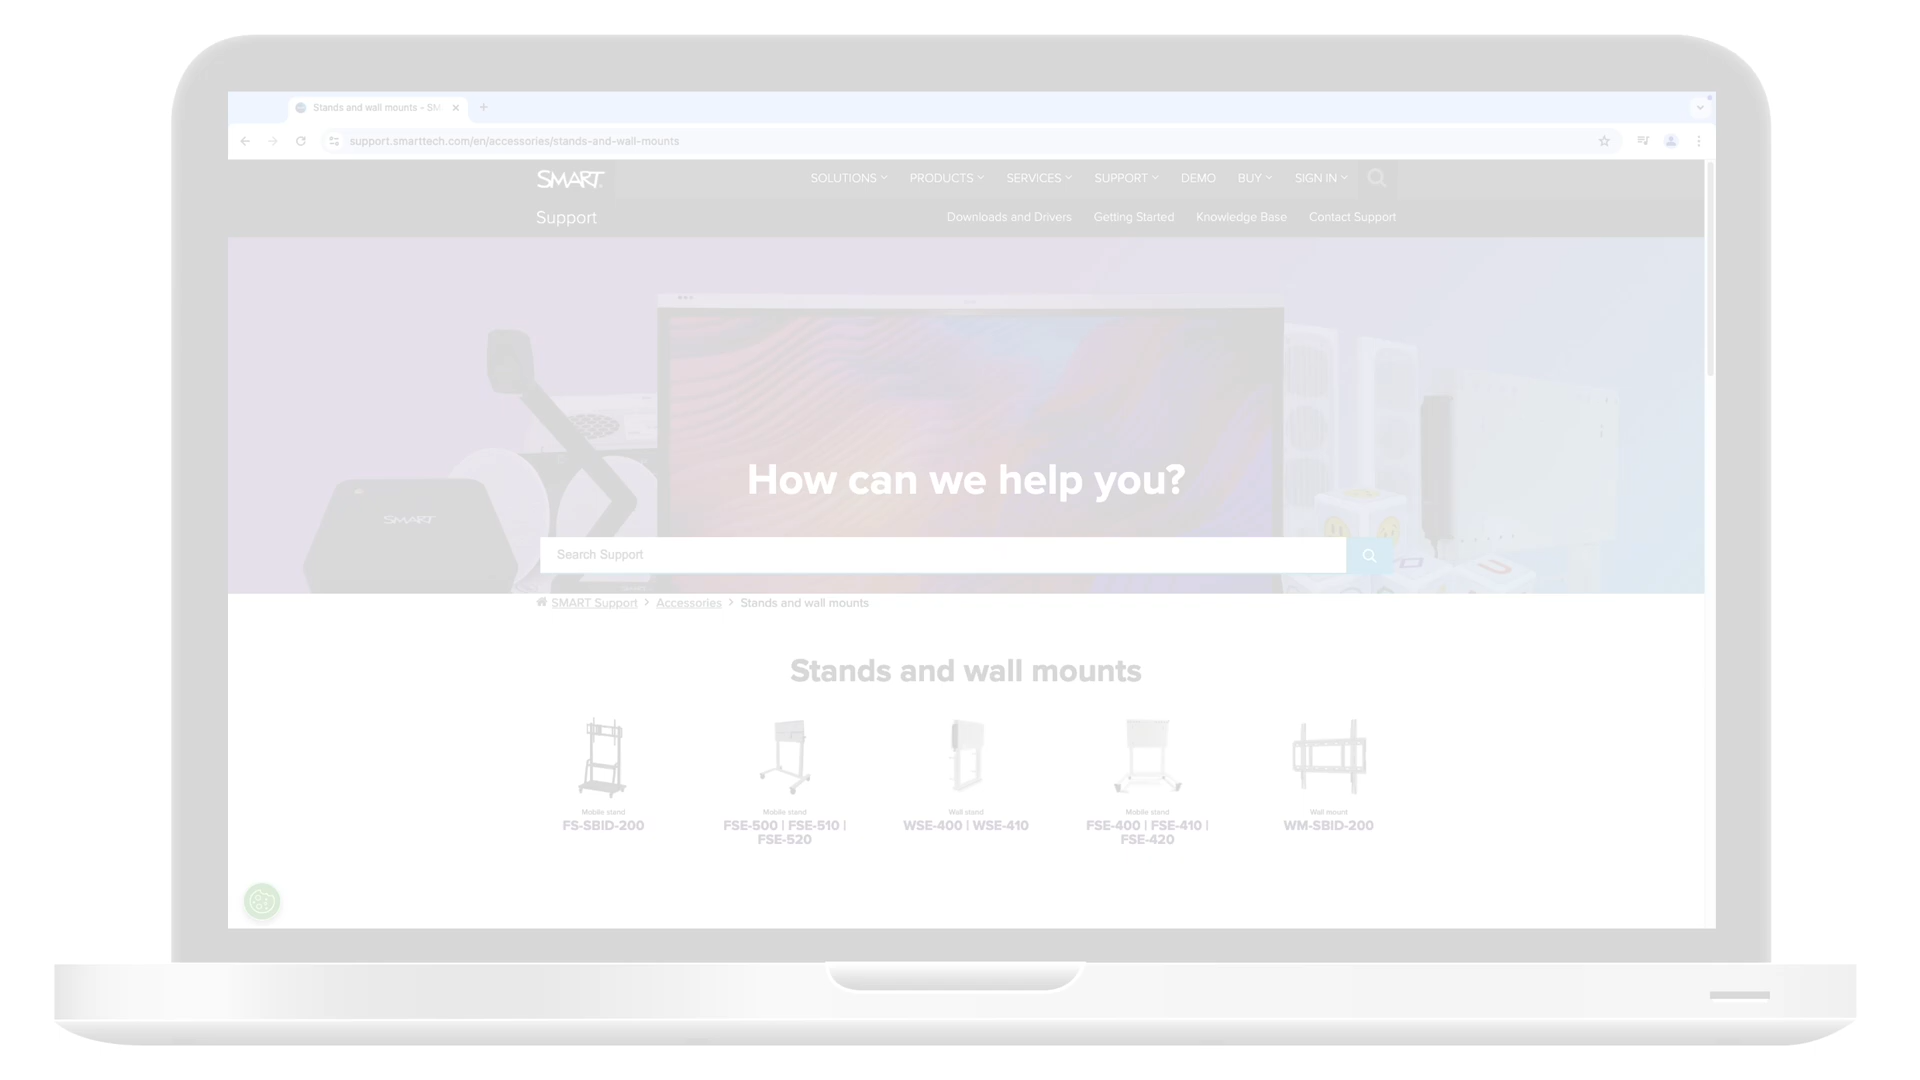 Stands and wall mounts - SM
support.smarttech.com/en/accessories/stands-and-wall-mounts
SMART
SOLUTIONS PRODUCTS SERVICES SUPPORT DEMO BUY SIGN IN
Support
Downloads and Drivers Getting Started Knowledge Base Contact Support
SMART
How can we help you?
Search Support
SMART Support > Accessories > Stands and wall mounts
Stands and wall mounts
Mobile stand
FS-SBID-200
Mobile stand
FSE-500 | FSE-510 |
FSE-520
Wall stand
WSE-400 | WSE-410
Mobile stand
FSE-400 | FSE-410 |
FSE-420
Wall mount
WM-SBID-200